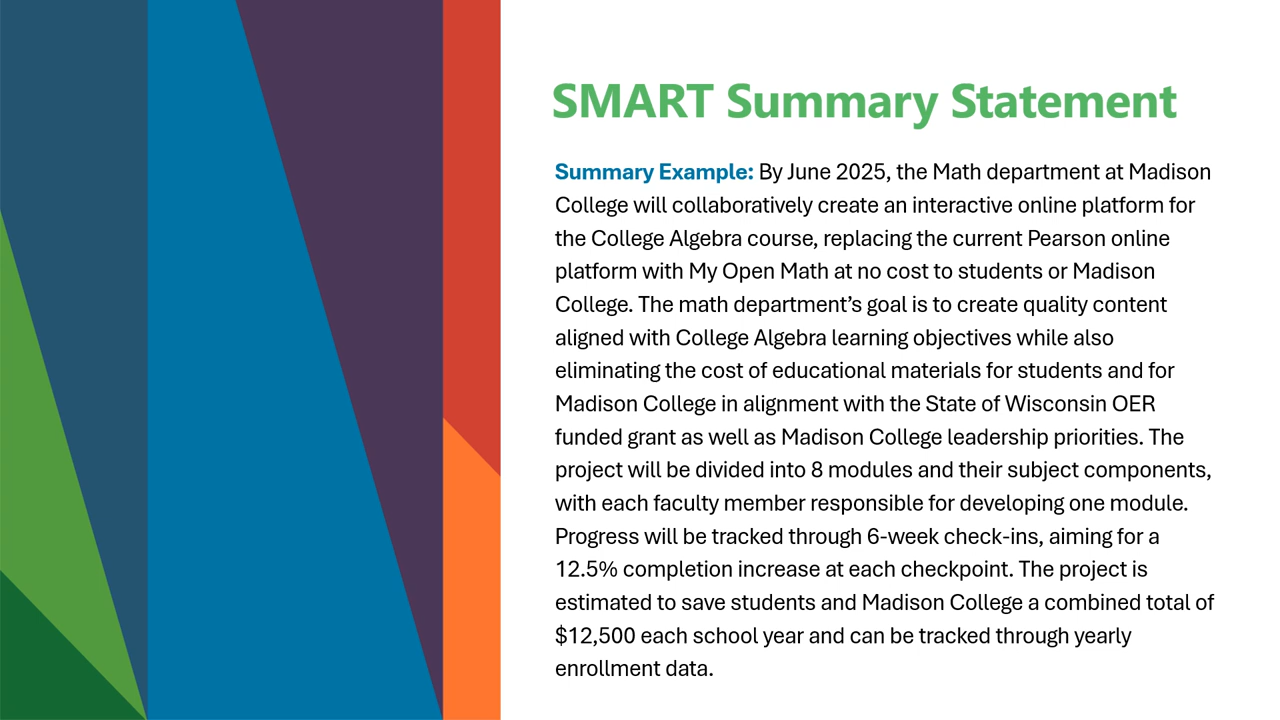 SMART Summary Statement
Summary Example: By June 2025, the Math department at Madison
College will collaboratively create an interactive online platform for
the College Algebra course, replacing the current Pearson online
platform with My Open Math at no cost to students or Madison
College. The math department’s goal is to create quality content
aligned with College Algebra learning objectives while also
eliminating the cost of educational materials for students and for
Madison College in alignment with the State of Wisconsin OER
funded grant as well as Madison College leadership priorities. The
project will be divided into 8 modules and their subject components,
with each faculty member responsible for developing one module.
Progress will be tracked through 6-week check-ins, aiming for a
12.5% completion increase at each checkpoint. The project is
estimated to save students and Madison College a combined total of
$12,500 each school year and can be tracked through yearly
enrollment data.